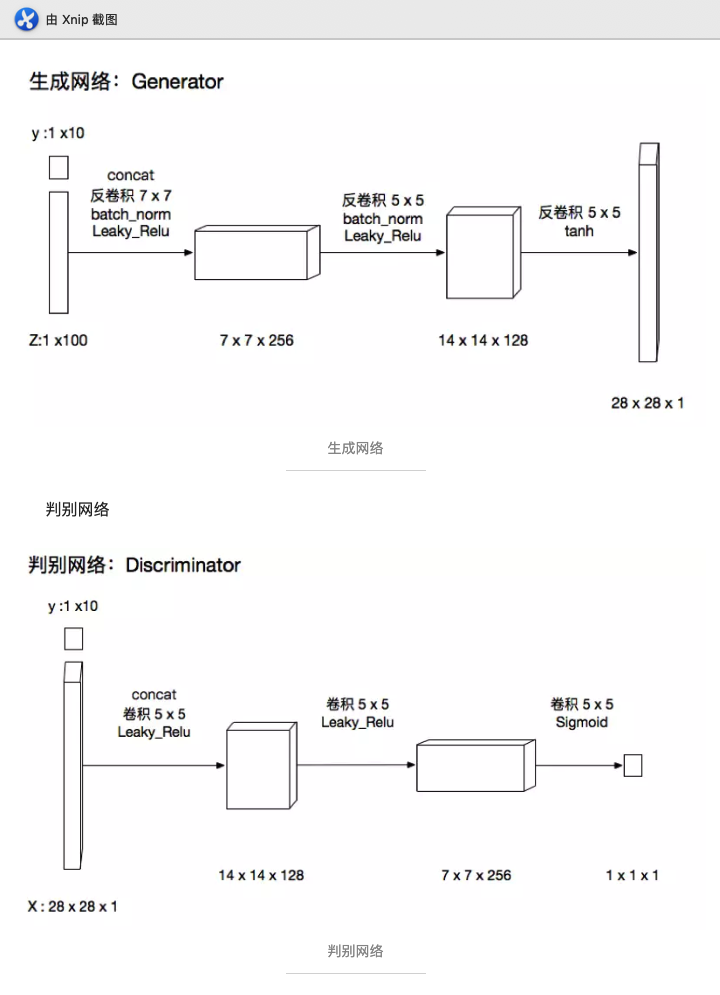 由 Xnip 截图
生成网络：Generator
y :1 x10
concat
反卷积 7 x 7
batch_norm
Leaky_Relu
反卷积 5 x 5
batch_norm
Leaky_Relu
反卷积 5 x 5
tanh
Z:1 x100
7 x 7 x 256
14 x 14 x 128
28 x 28 x 1
生成网络
判别网络
判别网络：Discriminator
y :1 x10
concat
卷积 5 x 5
Leaky_Relu
卷积 5 x 5
Leaky_Relu
卷积 5 x 5
Sigmoid
14 x 14 x 128
7 x 7 x 256
1 x 1 x 1
X : 28 x 28 x 1
判别网络